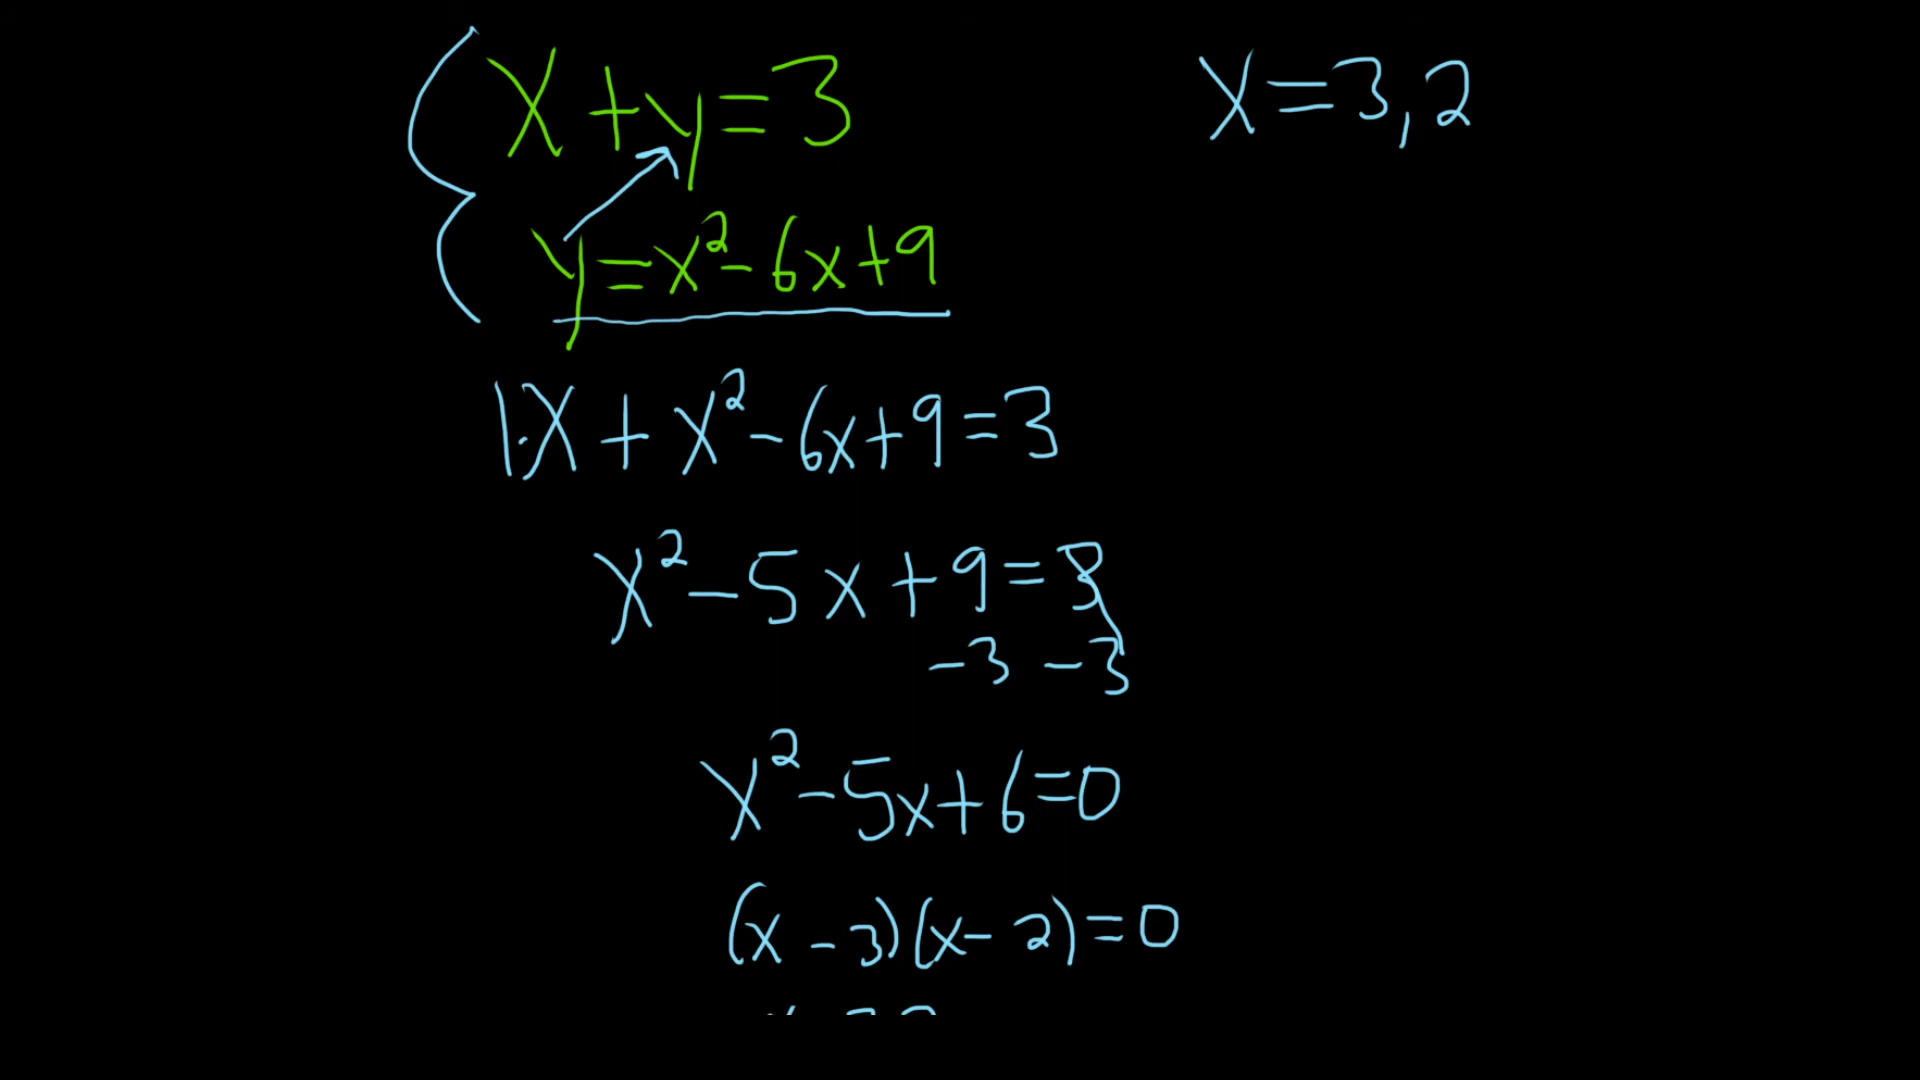 x + y = 3
y = x² - 6x + 9
1·x + x² - 6x + 9 = 3
x² - 5x + 9 = 3
-3 -3
x² - 5x + 6 = 0
(x - 3)(x - 2) = 0
x = 3, 2